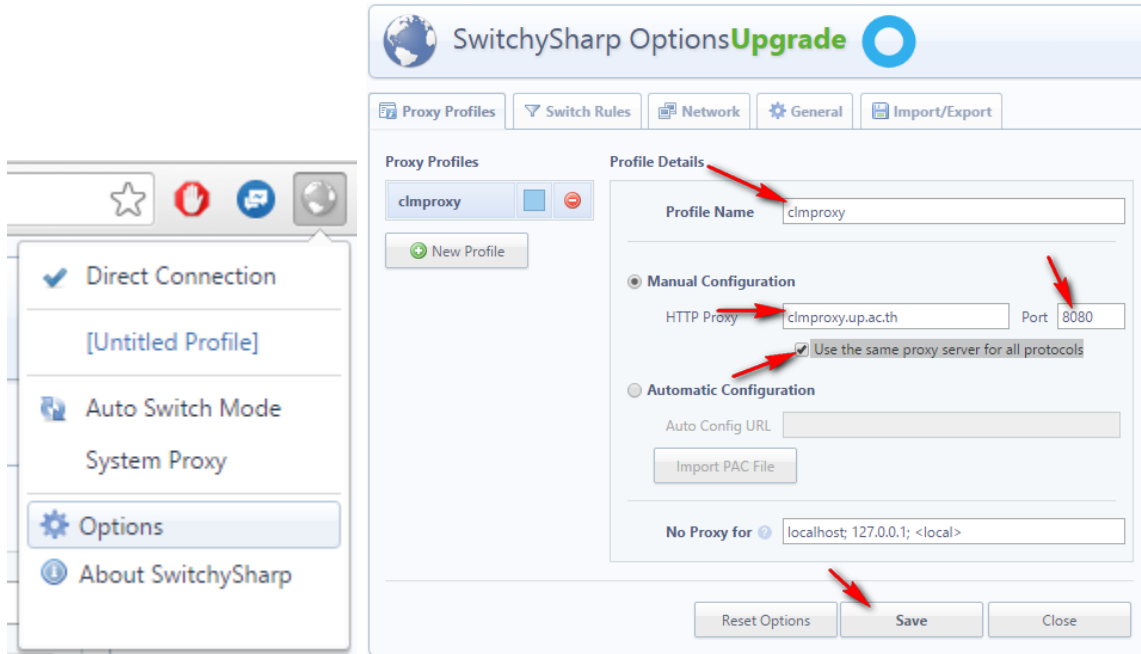 Direct Connection
[Untitled Profile]
Auto Switch Mode
System Proxy
Options
About SwitchySharp
SwitchySharp OptionsUpgrade
Proxy Profiles
Switch Rules
Network
General
Import/Export
Proxy Profiles
clmproxy
New Profile
Profile Details
Profile Name clmproxy
Manual Configuration
HTTP Proxy clmproxy.up.ac.th Port 8080
Use the same proxy server for all protocols
Automatic Configuration
Auto Config URL
Import PAC File
No Proxy for ? localhost; 127.0.0.1; <local>
Reset Options Save Close